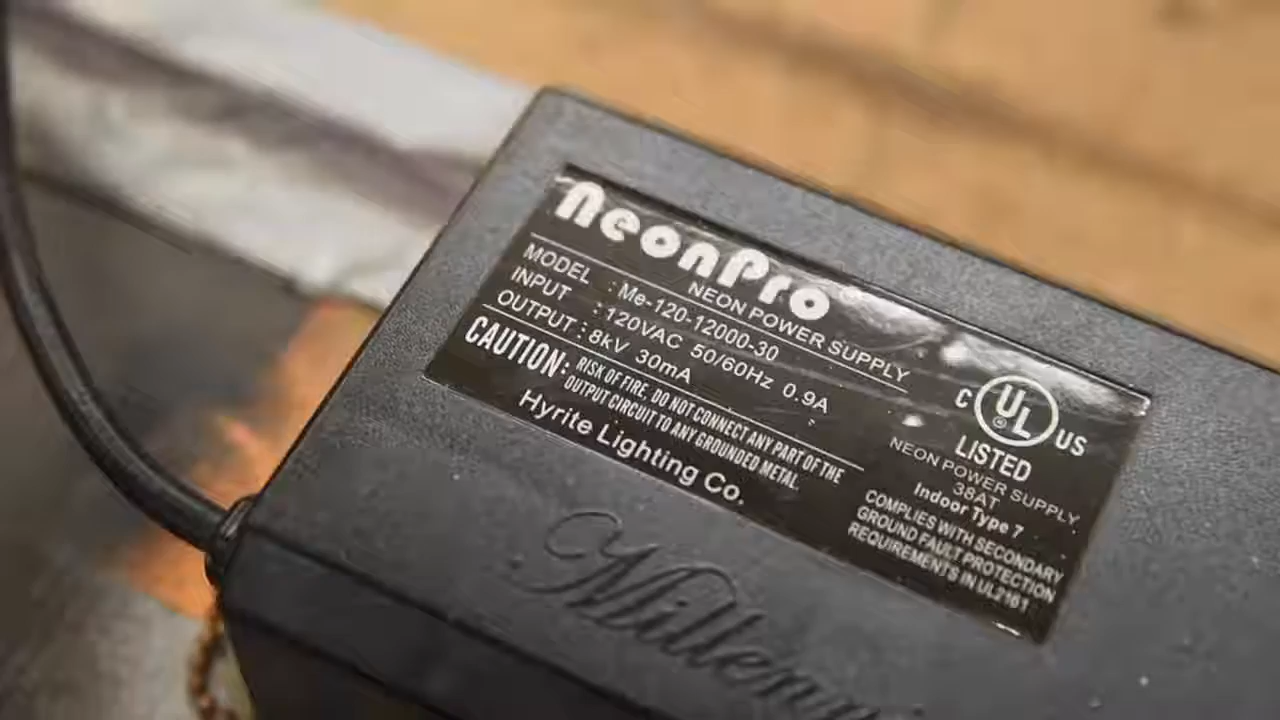 NeonPro
NEON POWER SUPPLY
MODEL : Me-120-12000-30
INPUT : 120VAC 50/60Hz 0.9A
OUTPUT : 8kV 30mA
CAUTION: RISK OF FIRE, DO NOT CONNECT ANY PART OF THE
OUTPUT CIRCUIT TO ANY GROUNDED METAL.
Hyrite Lighting Co.
C UL US
®
LISTED
NEON POWER SUPPLY
38AT
Indoor Type 7
COMPLIES WITH SECONDARY
GROUND FAULT PROTECTION
REQUIREMENTS IN UL2161